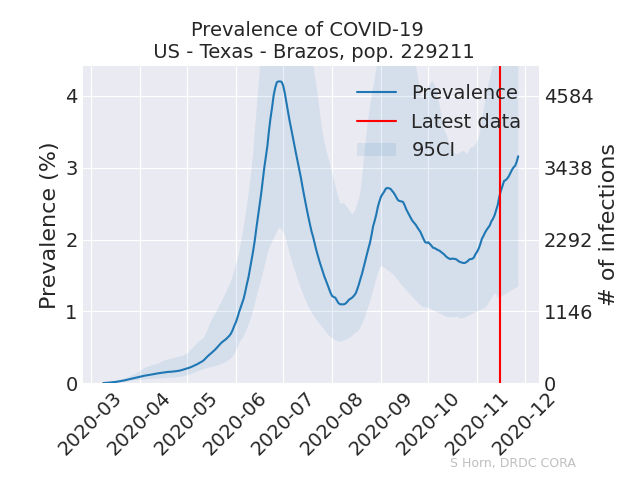 Prevalence of COVID-19
US - Texas - Brazos, pop. 229211
Prevalence
Latest data
95CI
Prevalence (%)
4
3
2
1
0
4584
3438
2292
1146
0
# of infections
2020-03
2020-04
2020-05
2020-06
2020-07
2020-08
2020-09
2020-10
2020-11
2020-12
S Horn, DRDC CORA